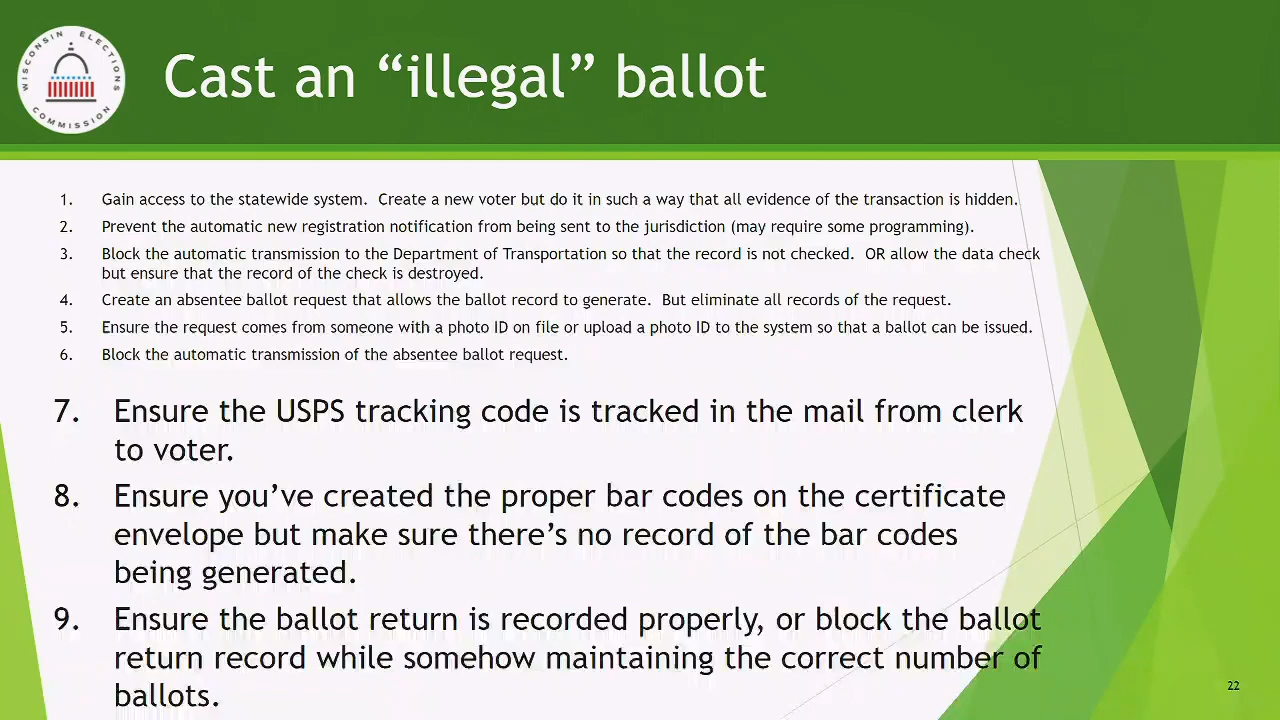 WISCONSIN ELECTIONS
COMMISSION
Cast an “illegal” ballot
1. Gain access to the statewide system. Create a new voter but do it in such a way that all evidence of the transaction is hidden.
2. Prevent the automatic new registration notification from being sent to the jurisdiction (may require some programming).
3. Block the automatic transmission to the Department of Transportation so that the record is not checked. OR allow the data check
but ensure that the record of the check is destroyed.
4. Create an absentee ballot request that allows the ballot record to generate. But eliminate all records of the request.
5. Ensure the request comes from someone with a photo ID on file or upload a photo ID to the system so that a ballot can be issued.
6. Block the automatic transmission of the absentee ballot request.
7. Ensure the USPS tracking code is tracked in the mail from clerk
to voter.
8. Ensure you’ve created the proper bar codes on the certificate
envelope but make sure there’s no record of the bar codes
being generated.
9. Ensure the ballot return is recorded properly, or block the ballot
return record while somehow maintaining the correct number of
ballots.
22